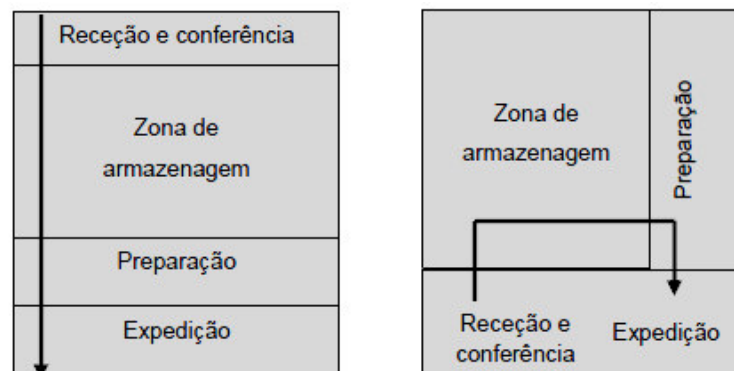 Receção e conferência
Zona de
armazenagem
Preparação
Expedição
Zona de
armazenagem
Preparação
Receção e
conferência
Expedição